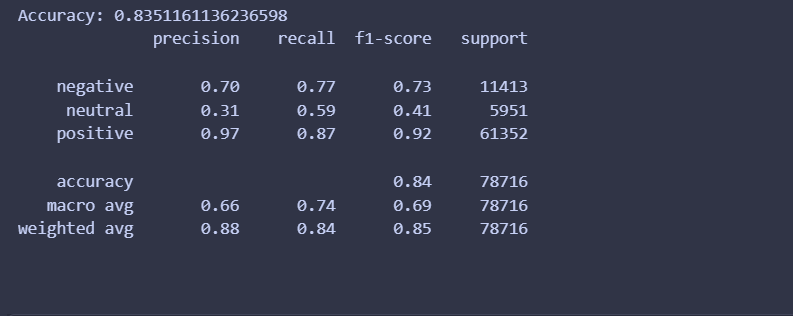 Accuracy: 0.8351161136236598
precision recall f1-score support
negative 0.70 0.77 0.73 11413
neutral 0.31 0.59 0.41 5951
positive 0.97 0.87 0.92 61352
accuracy 0.84 78716
macro avg 0.66 0.74 0.69 78716
weighted avg 0.88 0.84 0.85 78716